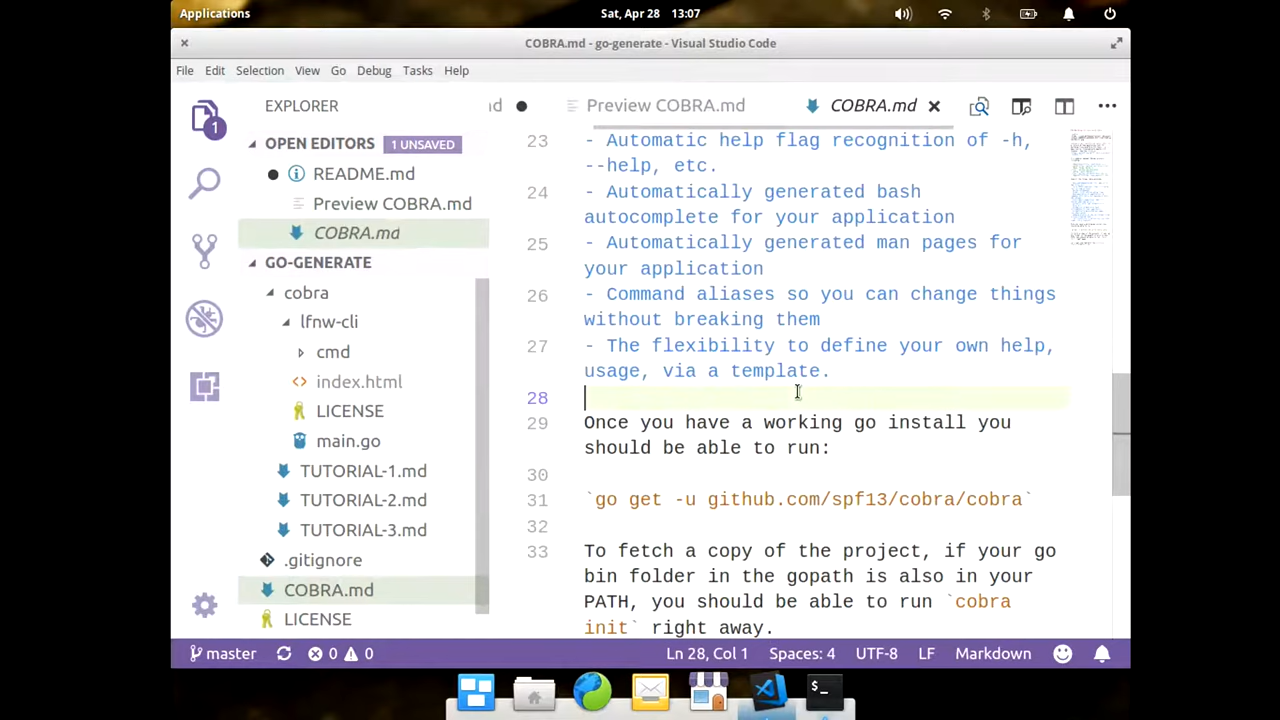 Applications
Sat, Apr 28 13:07
COBRA.md - go-generate - Visual Studio Code
File Edit Selection View Go Debug Tasks Help
EXPLORER
1
OPEN EDITORS 1 UNSAVED
README.md
Preview COBRA.md
COBRA.md
GO-GENERATE
cobra
lfnw-cli
cmd
index.html
LICENSE
main.go
TUTORIAL-1.md
TUTORIAL-2.md
TUTORIAL-3.md
.gitignore
COBRA.md
LICENSE
d Preview COBRA.md COBRA.md
23 - Automatic help flag recognition of -h,
--help, etc.
24 - Automatically generated bash
autocomplete for your application
25 - Automatically generated man pages for
your application
26 - Command aliases so you can change things
without breaking them
27 - The flexibility to define your own help,
usage, via a template.
28
29 Once you have a working go install you
should be able to run:
30
31 `go get -u github.com/spf13/cobra/cobra`
32
33 To fetch a copy of the project, if your go
bin folder in the gopath is also in your
PATH, you should be able to run `cobra
init` right away.
master 0 0 Ln 28, Col 1 Spaces: 4 UTF-8 LF Markdown